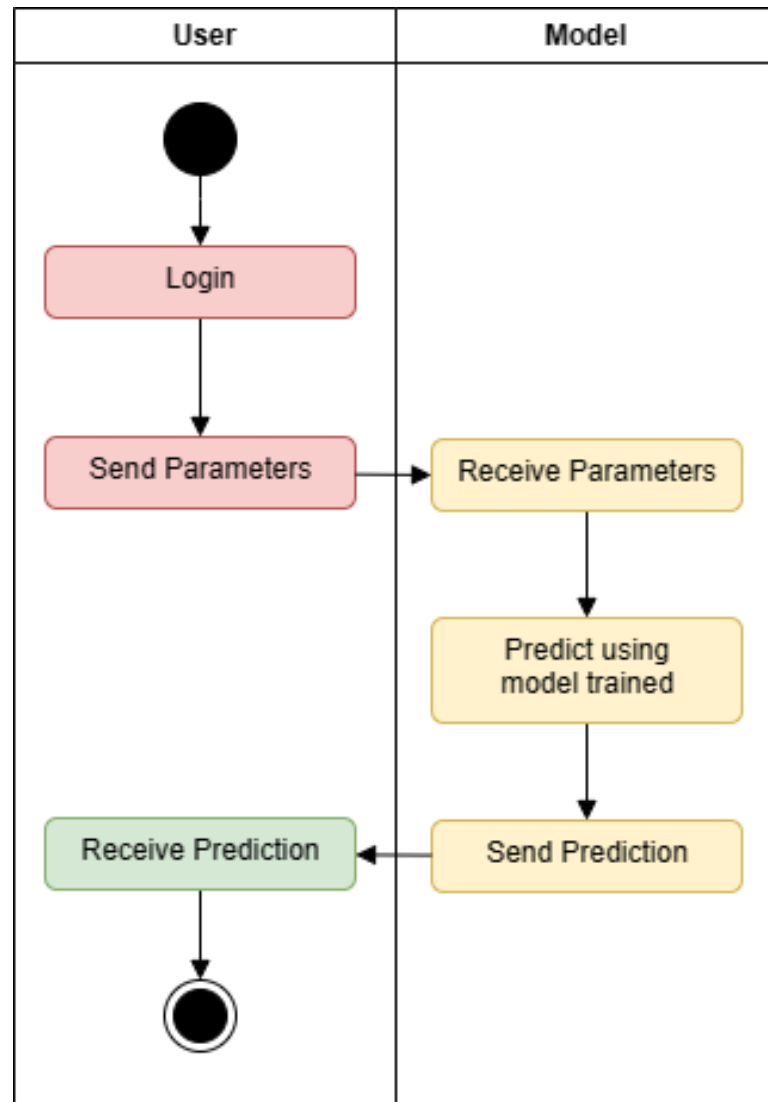 User
Model
Login
Send Parameters
Receive Parameters
Predict using
model trained
Receive Prediction
Send Prediction